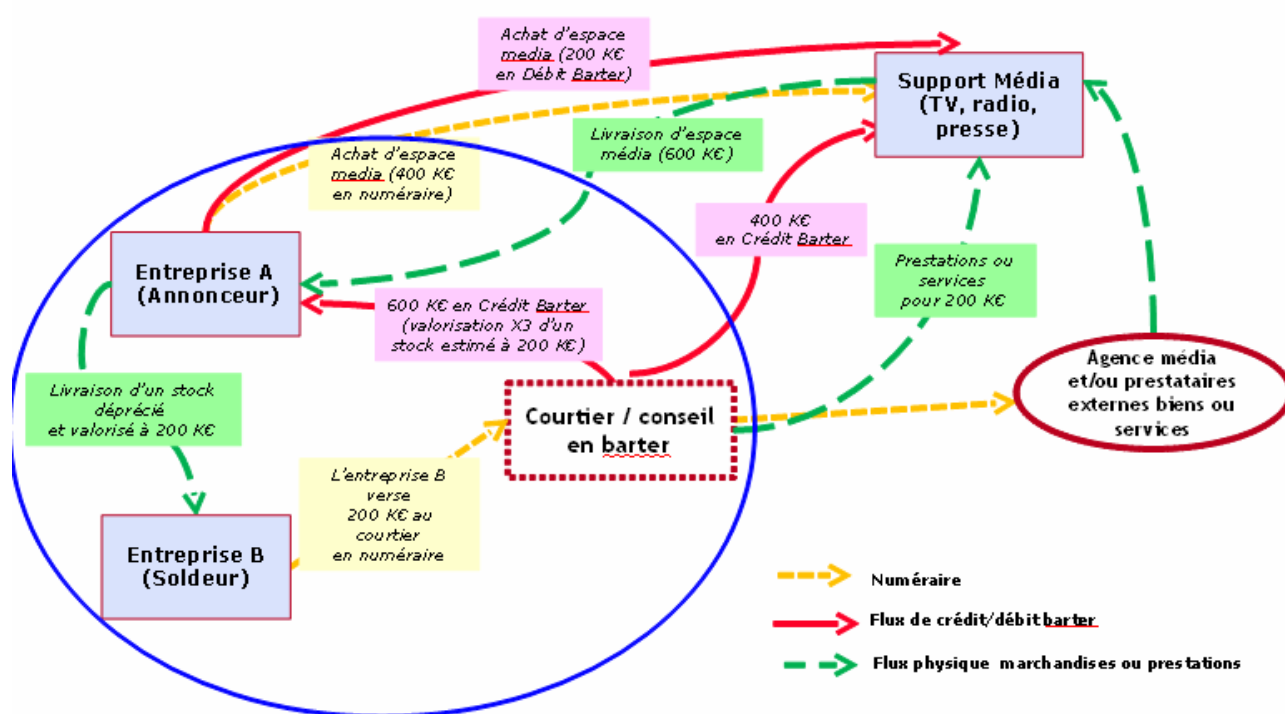 Achat d'espace
media (200 K€
en Débit Barter)
Support Média
(TV, radio,
presse)
Livraison d'espace
média (600 K€)
Achat d'espace
media (400 K€
en numéraire)
400 K€
en Crédit Barter
Prestations ou
services
pour 200 K€
Entreprise A
(Annonceur)
600 K€ en Crédit Barter
(valorisation X3 d'un
stock estimé à 200 K€)
Agence média
et/ou prestataires
externes biens ou
services
Livraison d'un stock
déprécié
et valorisé à 200 K€
Courtier / conseil
en barter
L'entreprise B
verse
200 K€ au
courtier
en numéraire
Entreprise B
(Soldeur)
Numéraire
Flux de crédit/débit barter
Flux physique marchandises ou prestations